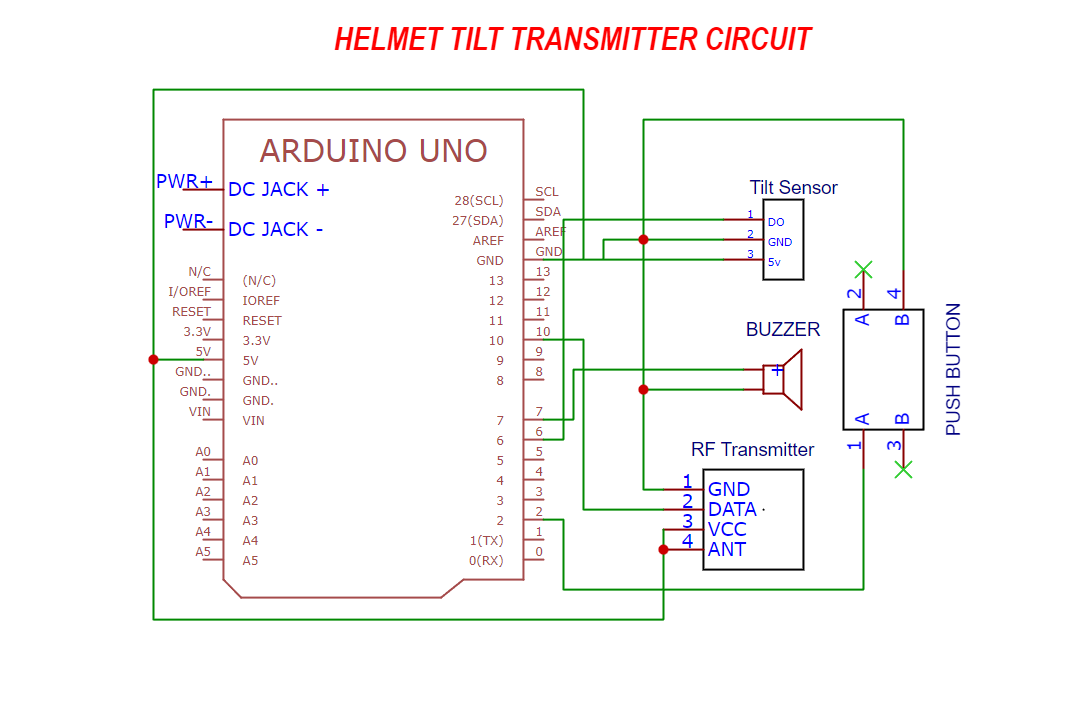 HELMET TILT TRANSMITTER CIRCUIT
ARDUINO UNO
PWR+ DC JACK +
PWR- DC JACK -
N/C (N/C)
I/OREF IOREF
RESET RESET
3.3V 3.3V
5V 5V
GND.. GND..
GND. GND.
VIN VIN
A0 A0
A1 A1
A2 A2
A3 A3
A4 A4
A5 A5
28(SCL) SCL
27(SDA) SDA
AREF AREF
GND GND
13 13
12 12
11 11
10 10
9 9
8 8
7 7
6 6
5 5
4 4
3 3
2 2
1(TX) 1
0(RX) 0
Tilt Sensor
1 DO
2 GND
3 5v
BUZZER
+
RF Transmitter
1 GND
2 DATA
3 VCC
4 ANT
2 4
A B
A B
1 3
PUSH BUTTON